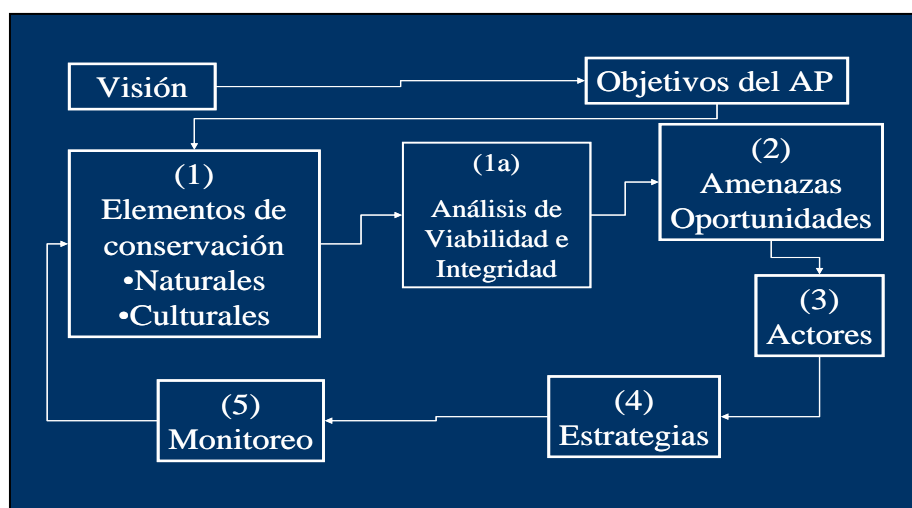 Visión
Objetivos del AP
(1)
Elementos de
conservación
•Naturales
•Culturales
(1a)
Análisis de
Viabilidad e
Integridad
(2)
Amenazas
Oportunidades
(3)
Actores
(4)
Estrategias
(5)
Monitoreo